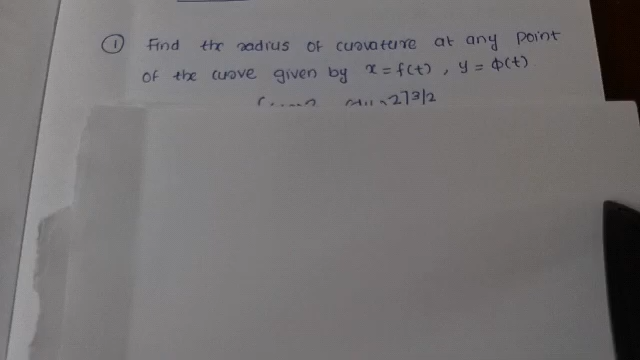 ① Find the radius of curvature at any point
of the curve given by x = f(t), y = φ(t)